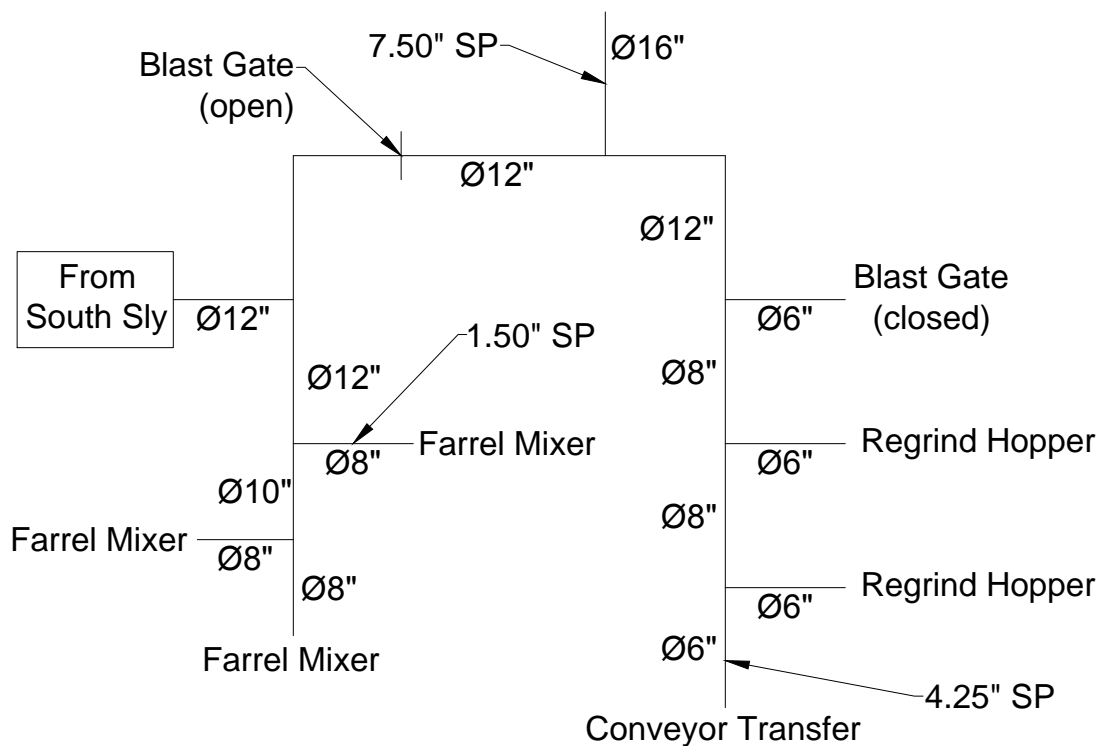 7.50" SP
Ø16"
Blast Gate
(open)
Ø12"
Ø12"
From
South Sly
Ø12"
Blast Gate
(closed)
Ø6"
1.50" SP
Ø12"
Ø8"
Farrel Mixer
Ø8"
Regrind Hopper
Ø6"
Ø10"
Farrel Mixer
Ø8"
Ø8"
Regrind Hopper
Ø6"
Ø8"
Farrel Mixer
Ø6"
4.25" SP
Conveyor Transfer